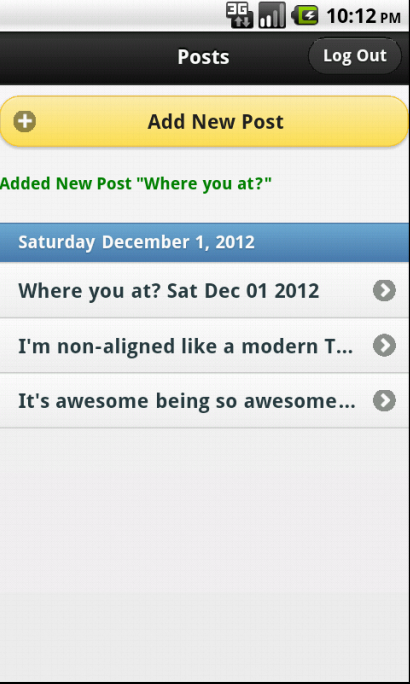 3G 10:12 PM
Posts Log Out
Add New Post
Added New Post "Where you at?"
Saturday December 1, 2012
Where you at? Sat Dec 01 2012
I'm non-aligned like a modern T...
It's awesome being so awesome...